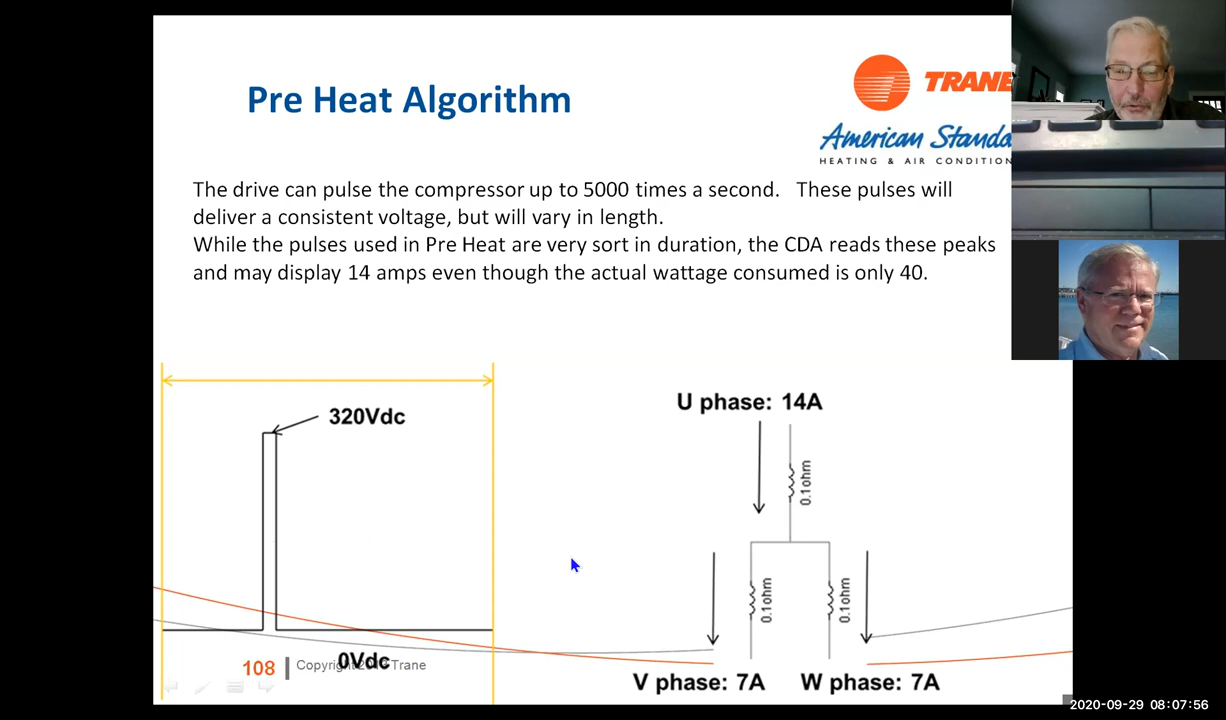 Pre Heat Algorithm
TRANE
American Standa
HEATING & AIR CONDITION
The drive can pulse the compressor up to 5000 times a second. These pulses will
deliver a consistent voltage, but will vary in length.
While the pulses used in Pre Heat are very sort in duration, the CDA reads these peaks
and may display 14 amps even though the actual wattage consumed is only 40.
320Vdc
0Vdc
U phase: 14A
0.1ohm
0.1ohm
0.1ohm
V phase: 7A
W phase: 7A
108
Copyright Trane
2020-09-29 08:07:56